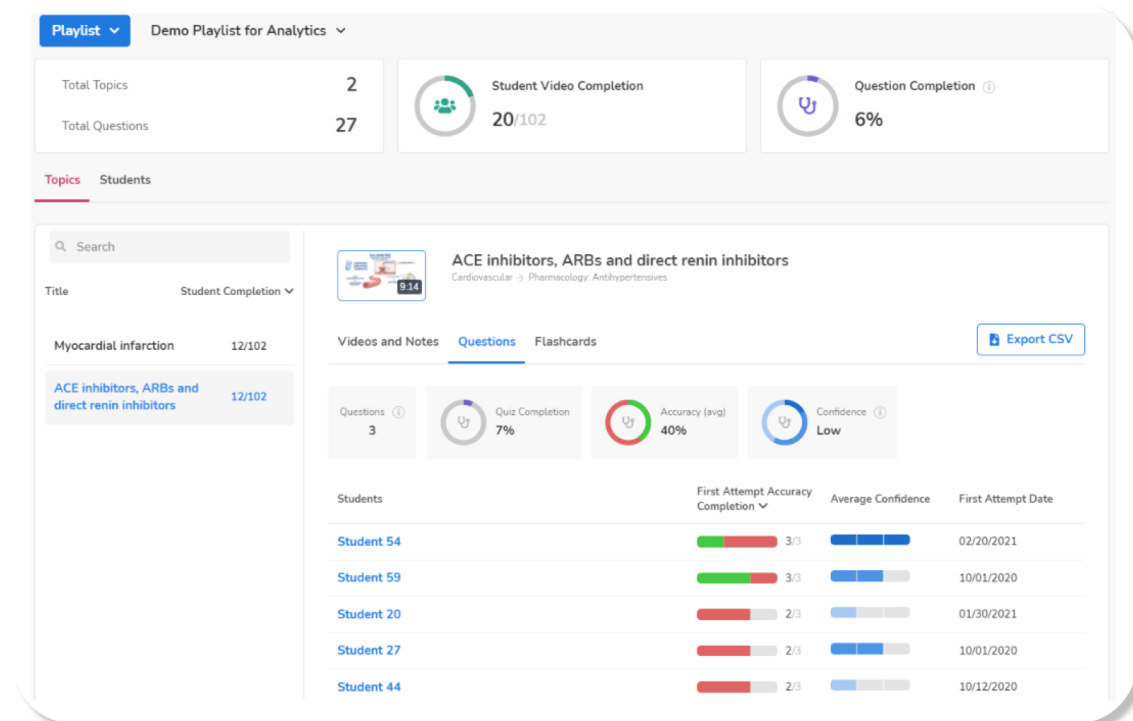 Playlist
Demo Playlist for Analytics
Total Topics 2
Total Questions 27
Student Video Completion
20/102
Question Completion
6%
Topics Students
Search
Title Student Completion
Myocardial infarction 12/102
ACE inhibitors, ARBs and
direct renin inhibitors
12/102
9:14
ACE inhibitors, ARBs and direct renin inhibitors
Cardiovascular → Pharmacology: Antihypertensives
Videos and Notes Questions Flashcards
Export CSV
Questions
3
Quiz Completion
7%
Accuracy (avg)
40%
Confidence
Low
Students
First Attempt Accuracy
Completion
Average Confidence
First Attempt Date
Student 54 3/3 02/20/2021
Student 59 3/3 10/01/2020
Student 20 2/3 01/30/2021
Student 27 2/3 10/01/2020
Student 44 2/3 10/12/2020